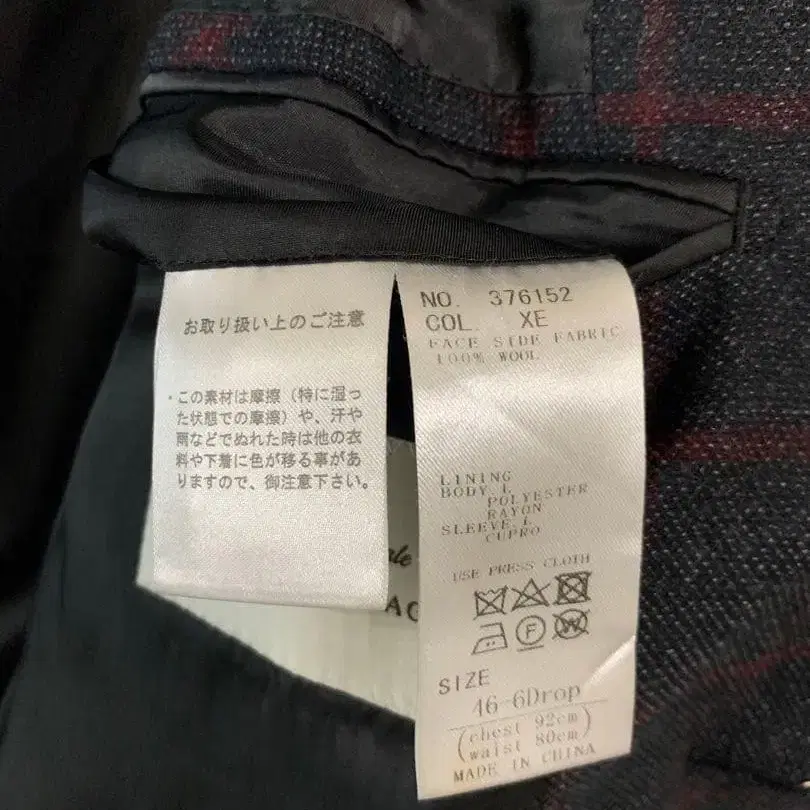 お取り扱い上のご注意
・この素材は摩擦（特に湿っ
た状態での摩擦）や、汗や
雨などでぬれた時は他の衣
料や下着に色が移る事があ
りますので、御注意下さい。
NO. 376152
COL. XE
FACE SIDE FABRIC
100% WOOL
LINING
BODY L
POLYESTER
RAYON
SLEEVE L
CUPRO
USE PRESS CLOTH
F
W
SIZE
46-6Drop
(chest 92cm)
(waist 80cm)
MADE IN CHINA